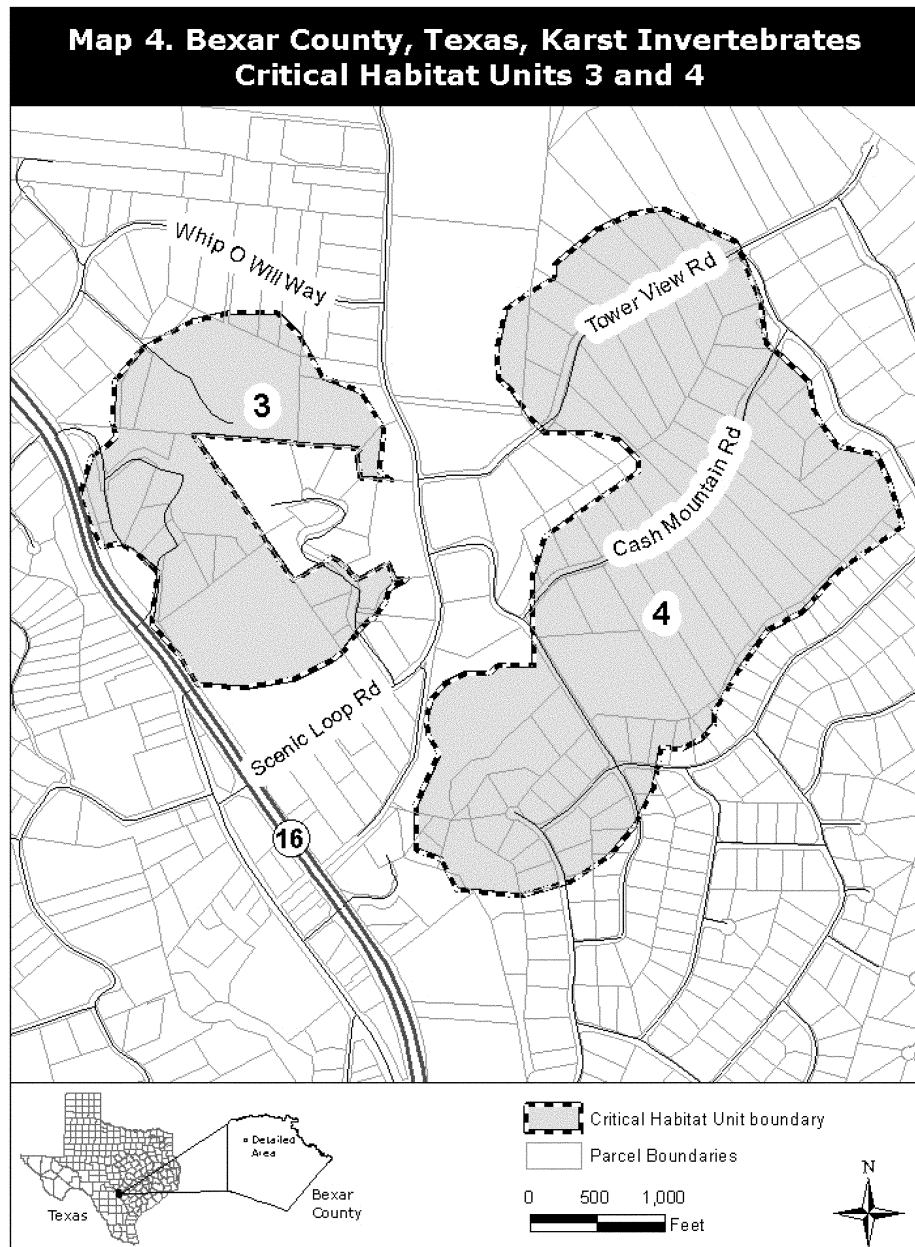 Map 4. Bexar County, Texas, Karst Invertebrates
Critical Habitat Units 3 and 4
Whip O Will Way
Tower View Rd
3
Cash Mountain Rd
4
Scenic Loop Rd
16
Detailed
Area
Texas
Bexar
County
Critical Habitat Unit boundary
Parcel Boundaries
0 500 1,000
Feet
N